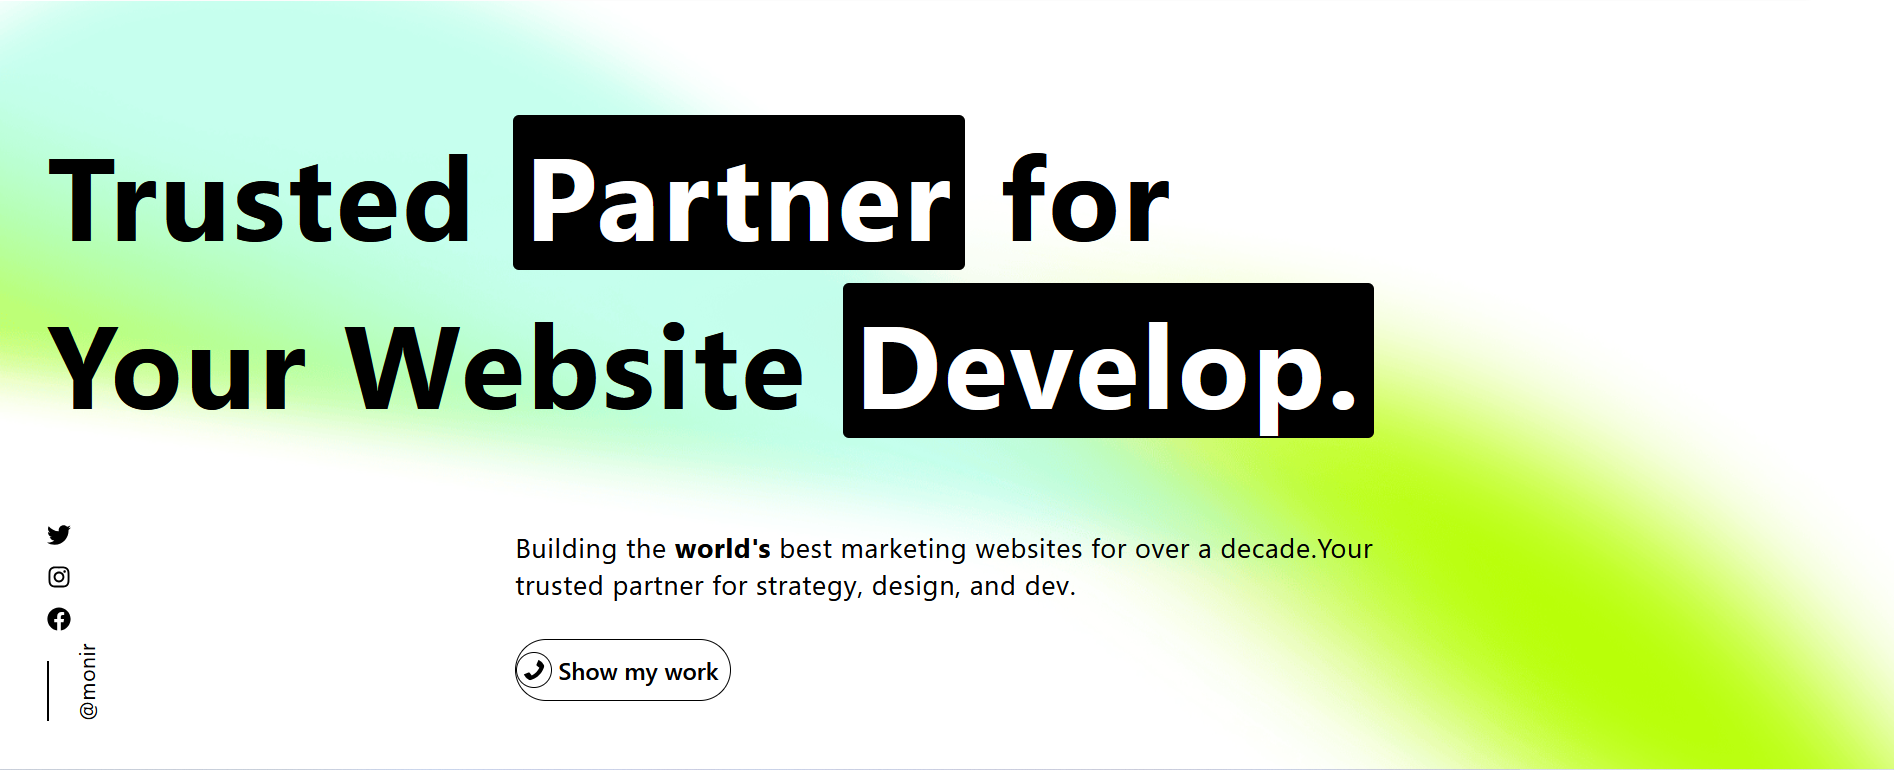 Trusted Partner for
Your Website Develop.
Building the world's best marketing websites for over a decade.Your
trusted partner for strategy, design, and dev.
@monir
Show my work